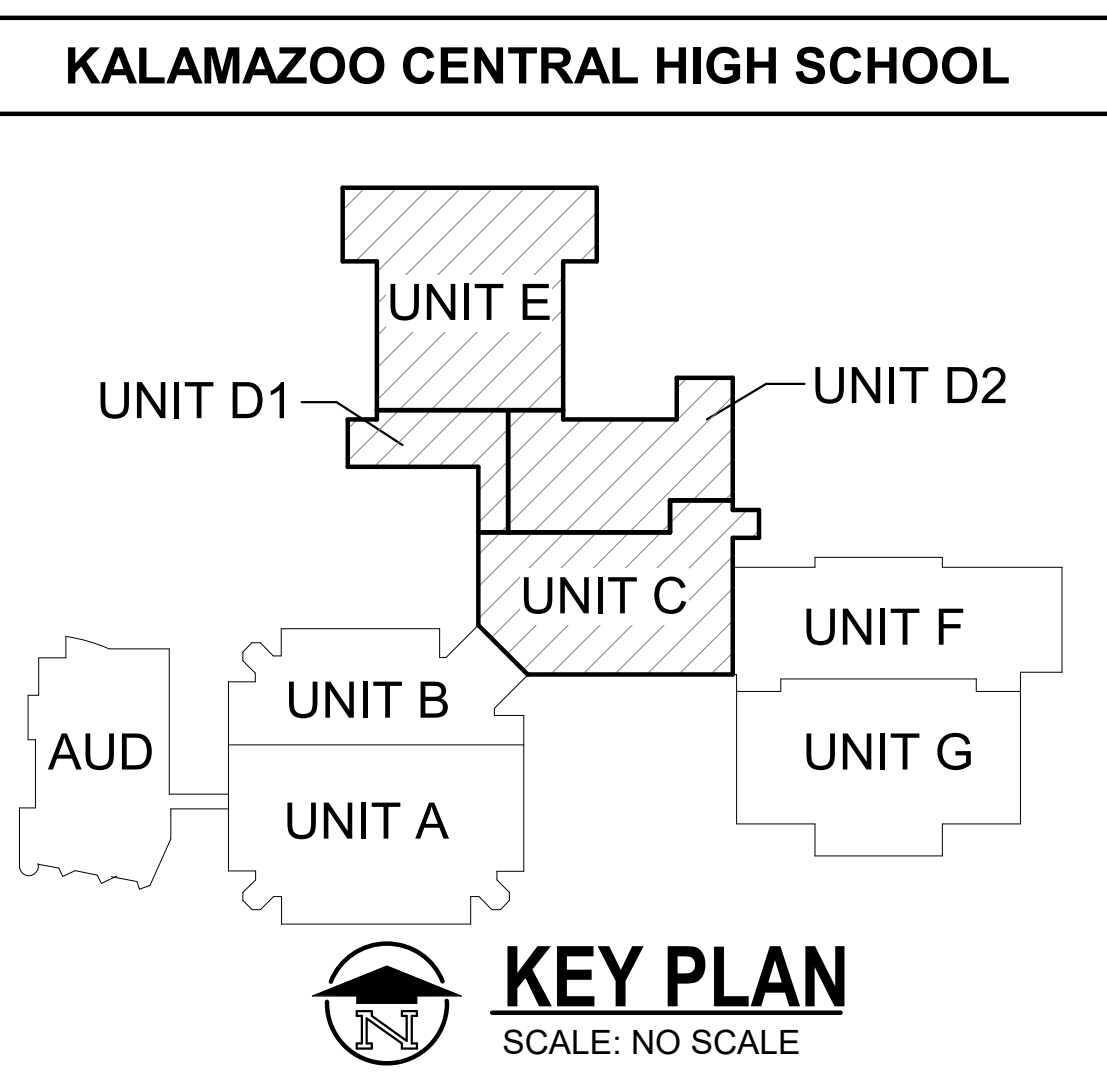 KALAMAZOO CENTRAL HIGH SCHOOL
UNIT E
UNIT D1
UNIT D2
UNIT C
UNIT F
UNIT B
AUD
UNIT G
UNIT A
N
KEY PLAN
SCALE: NO SCALE